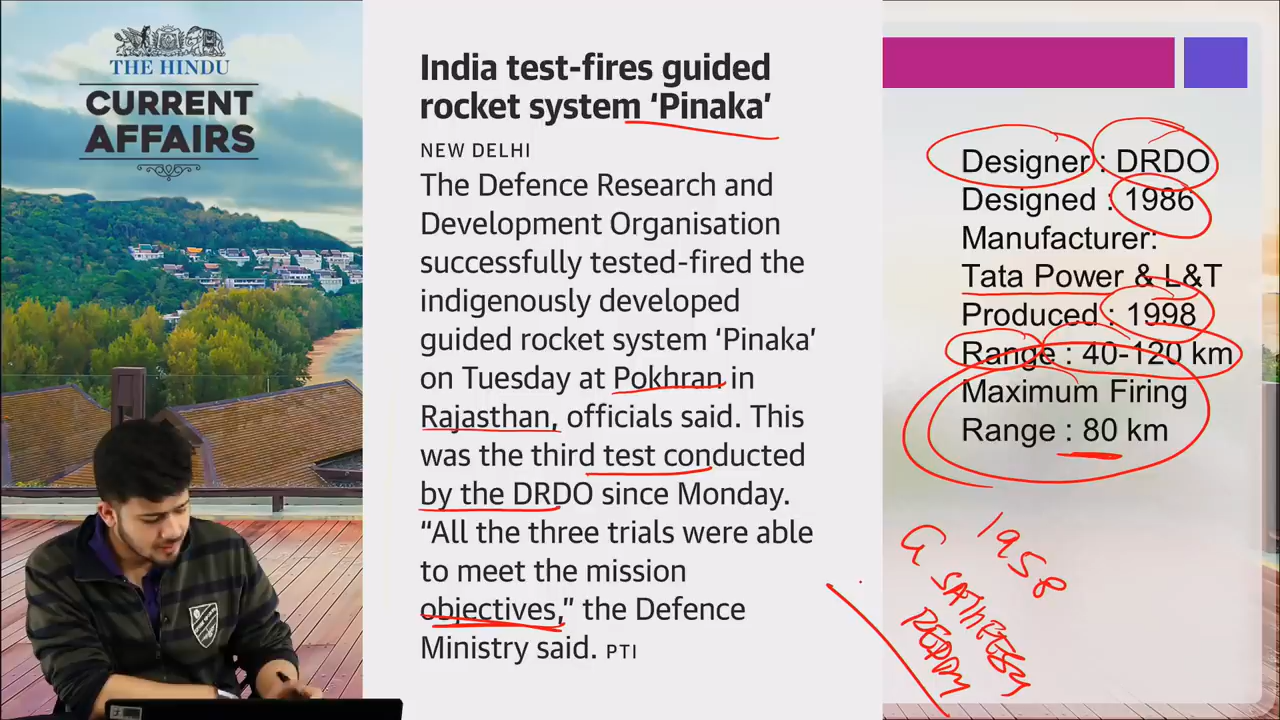 THE HINDU
CURRENT
AFFAIRS
India test-fires guided
rocket system ‘Pinaka’
NEW DELHI
The Defence Research and
Development Organisation
successfully tested-fired the
indigenously developed
guided rocket system ‘Pinaka’
on Tuesday at Pokhran in
Rajasthan, officials said. This
was the third test conducted
by the DRDO since Monday.
“All the three trials were able
to meet the mission
objectives,” the Defence
Ministry said. PTI
Designer : DRDO
Designed : 1986
Manufacturer:
Tata Power & L&T
Produced : 1998
Range : 40-120 km
Maximum Firing
Range : 80 km
1958
G SATHEESH
REDDY